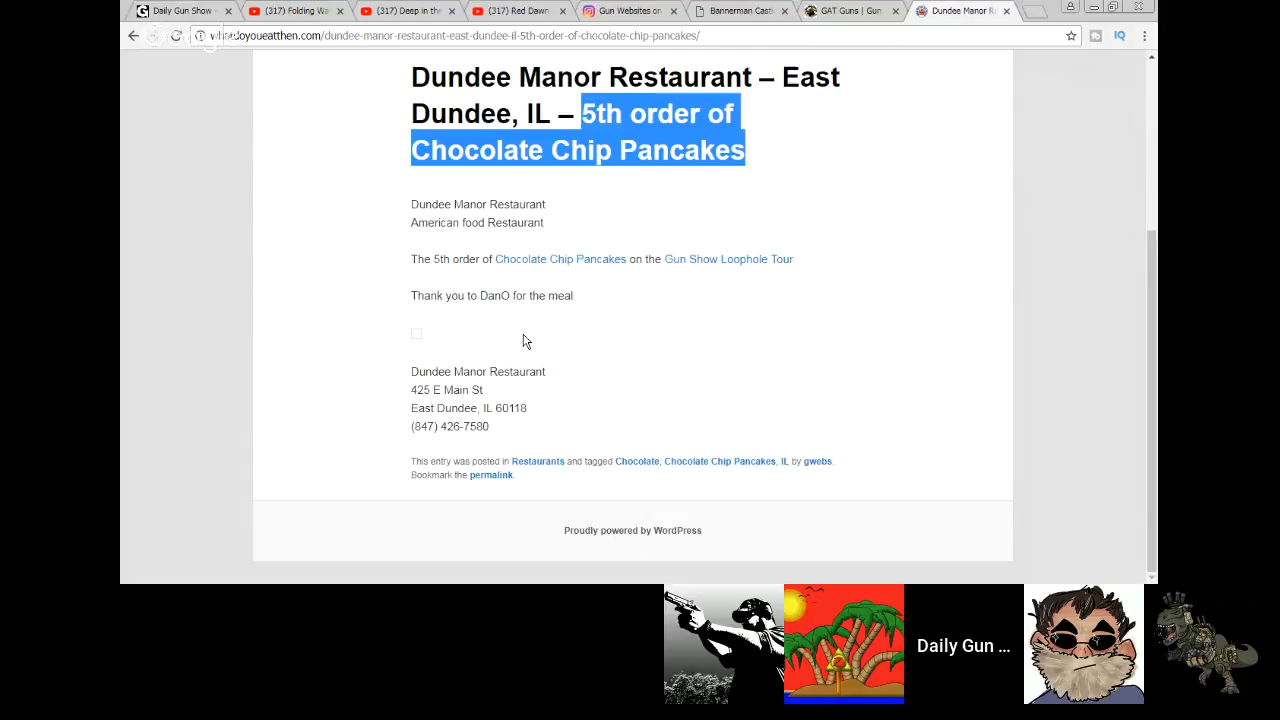 Daily Gun Show -
(317) Folding Wa
(317) Deep in the
(317) Red Dawn
Gun Websites on
Bannerman Cast
GAT Guns | Gun
Dundee Manor R
doyoueatthen.com/dundee-manor-restaurant-east-dundee-il-5th-order-of-chocolate-chip-pancakes/
Dundee Manor Restaurant – East
Dundee, IL – 5th order of
Chocolate Chip Pancakes
Dundee Manor Restaurant
American food Restaurant
The 5th order of Chocolate Chip Pancakes on the Gun Show Loophole Tour
Thank you to DanO for the meal
Dundee Manor Restaurant
425 E Main St
East Dundee, IL 60118
(847) 426-7580
This entry was posted in Restaurants and tagged Chocolate, Chocolate Chip Pancakes, IL by gwebs.
Bookmark the permalink.
Proudly powered by WordPress
Daily Gun ...